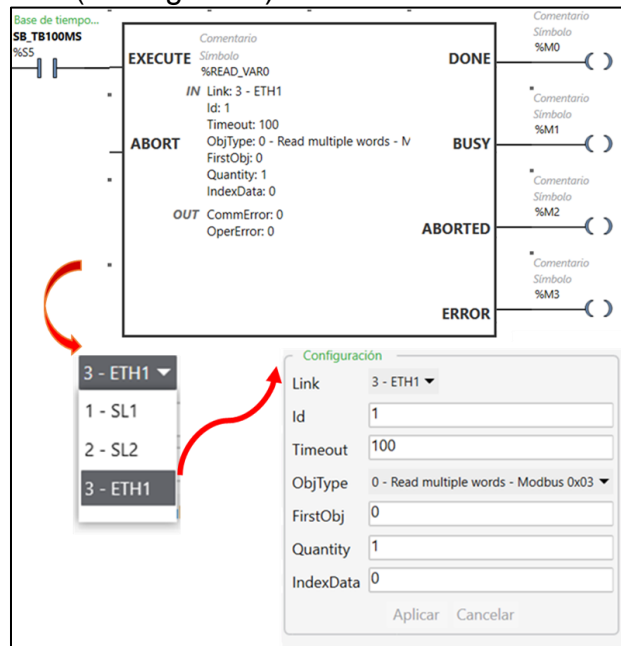 Base de tiempo...
SB_TB100MS
%S5
EXECUTE
ABORT
Comentario
Símbolo
%READ_VAR0
IN Link: 3 - ETH1
Id: 1
Timeout: 100
ObjType: 0 - Read multiple words - M
FirstObj: 0
Quantity: 1
IndexData: 0
OUT CommError: 0
OperError: 0
DONE
BUSY
ABORTED
ERROR
Comentario
Símbolo
%M0
Comentario
Símbolo
%M1
Comentario
Símbolo
%M2
Comentario
Símbolo
%M3
3 - ETH1
1 - SL1
2 - SL2
3 - ETH1
Configuración
Link 3 - ETH1
Id 1
Timeout 100
ObjType 0 - Read multiple words - Modbus 0x03
FirstObj 0
Quantity 1
IndexData 0
Aplicar Cancelar